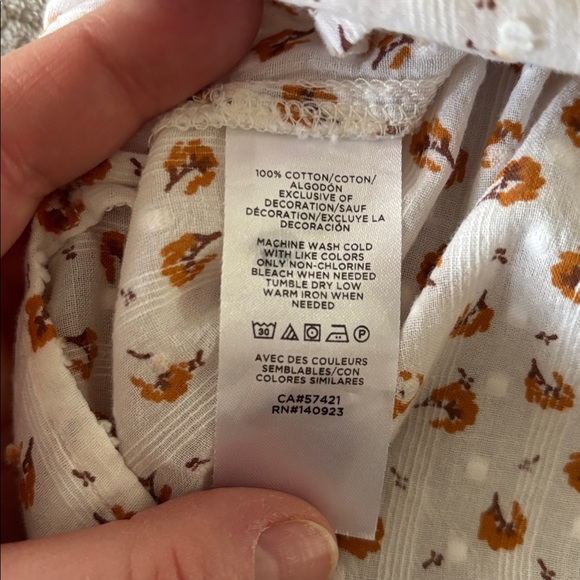 100% COTTON/COTON/
ALGODÓN
EXCLUSIVE OF
DECORATION/SAUF
DÉCORATION/EXCLUYE LA
DECORACIÓN
MACHINE WASH COLD
WITH LIKE COLORS
ONLY NON-CHLORINE
BLEACH WHEN NEEDED
TUMBLE DRY LOW
WARM IRON WHEN
NEEDED
30 P
AVEC DES COULEURS
SEMBLABLES/CON
COLORES SIMILARES
CA#57421
RN#140923